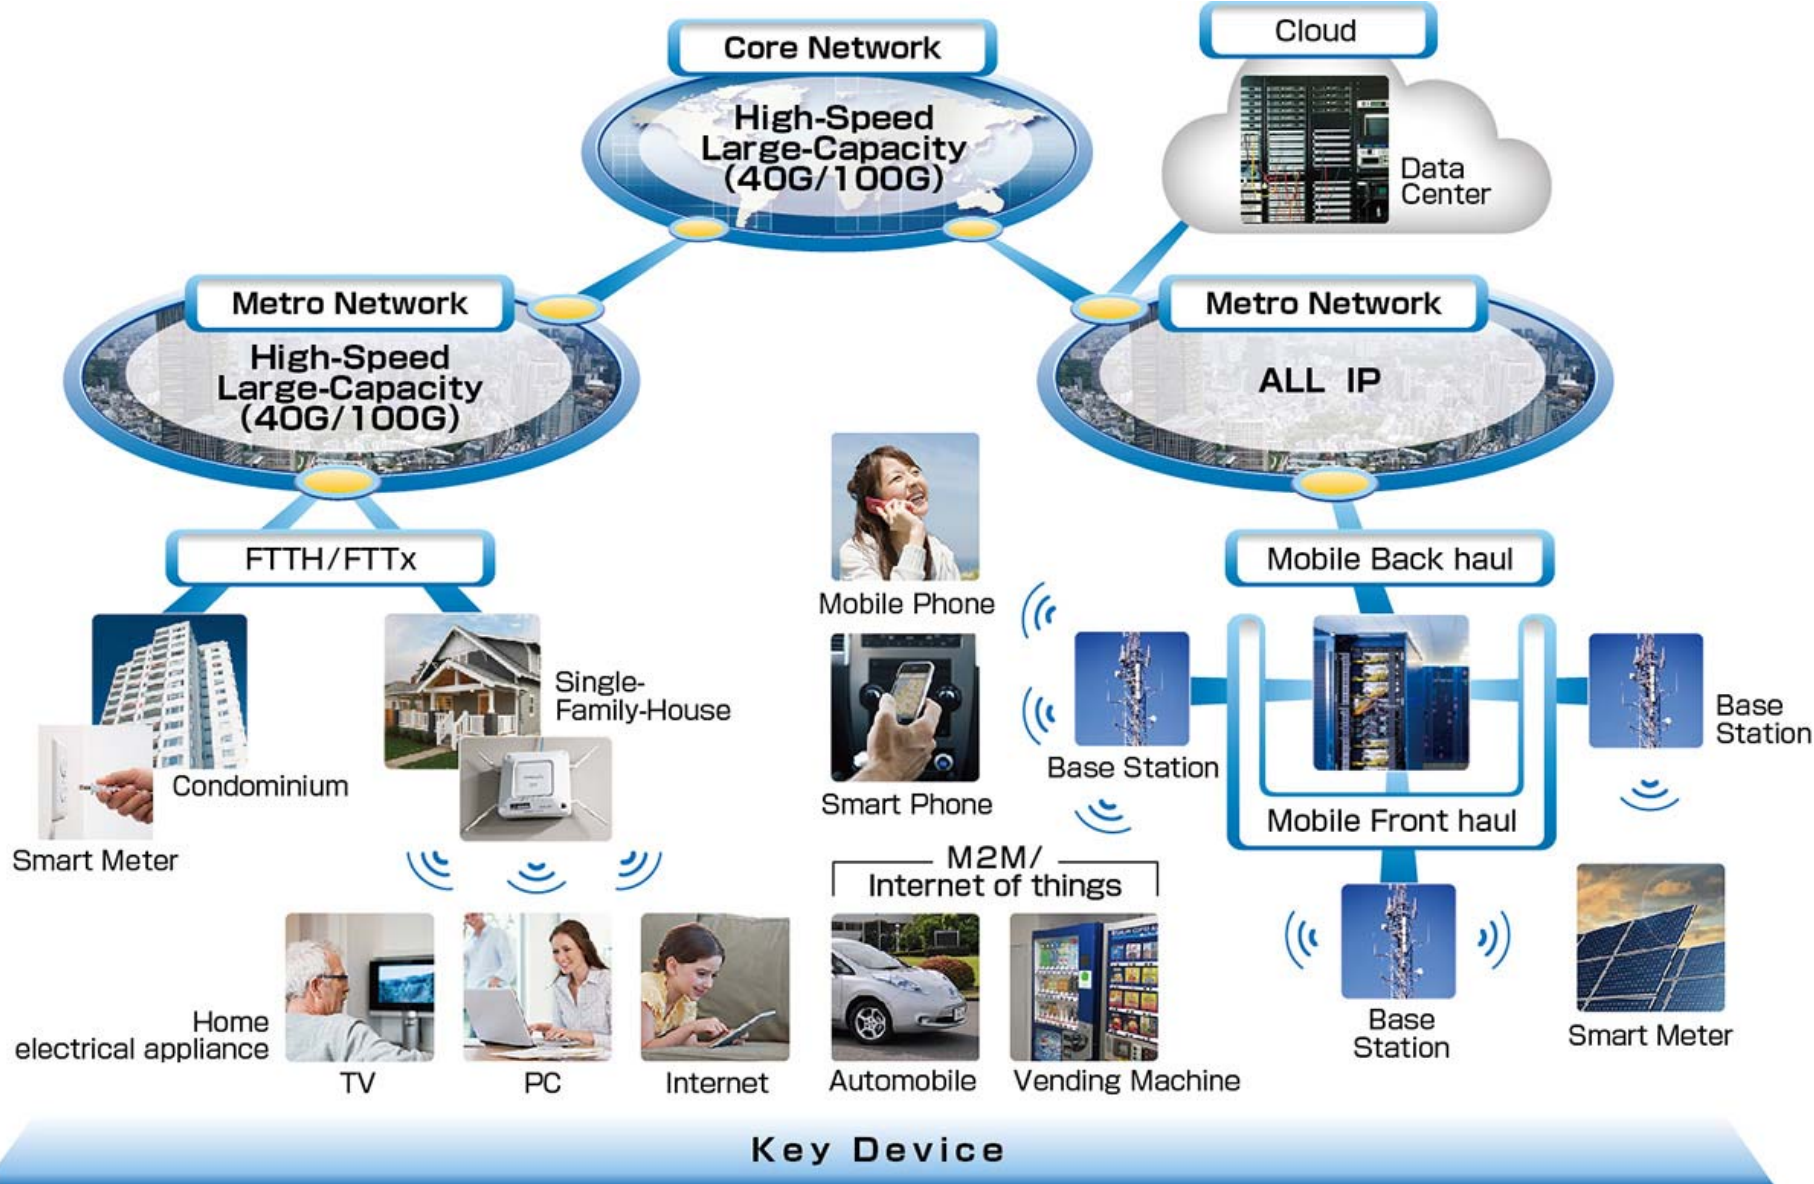 Core Network
High-Speed
Large-Capacity
(40G/100G)
Cloud
Data
Center
Metro Network
High-Speed
Large-Capacity
(40G/100G)
Metro Network
ALL IP
FTTH/FTTx
Condominium
Smart Meter
Single-
Family-House
Home
electrical appliance
TV
PC
Internet
Mobile Phone
Smart Phone
M2M/
Internet of things
Automobile
Vending Machine
Mobile Back haul
Base Station
Base
Station
Mobile Front haul
Base
Station
Smart Meter
Key Device